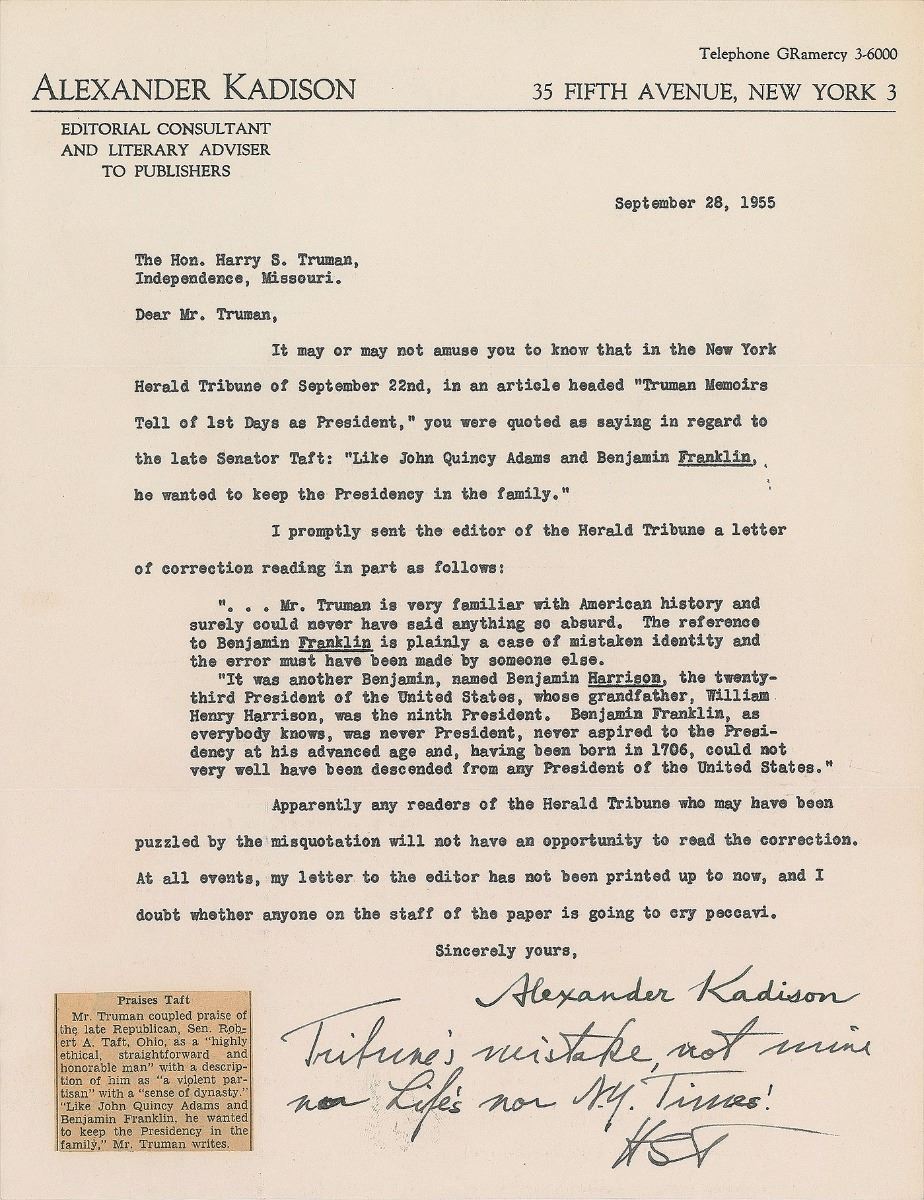 Telephone GRamercy 3-6000
ALEXANDER KADISON
35 FIFTH AVENUE, NEW YORK 3
EDITORIAL CONSULTANT
AND LITERARY ADVISER
TO PUBLISHERS
September 28, 1955
The Hon. Harry S. Truman,
Independence, Missouri.
Dear Mr. Truman,
It may or may not amuse you to know that in the New York
Herald Tribune of September 22nd, in an article headed "Truman Memoirs
Tell of 1st Days as President," you were quoted as saying in regard to
the late Senator Taft: "Like John Quincy Adams and Benjamin Franklin,
he wanted to keep the Presidency in the family."
I promptly sent the editor of the Herald Tribune a letter
of correction reading in part as follows:
". . . Mr. Truman is very familiar with American history and
surely could never have said anything so absurd. The reference
to Benjamin Franklin is plainly a case of mistaken identity and
the error must have been made by someone else.
"It was another Benjamin, named Benjamin Harrison, the twenty-
third President of the United States, whose grandfather, William
Henry Harrison, was the ninth President. Benjamin Franklin, as
everybody knows, was never President, never aspired to the Presi-
dency at his advanced age and, having been born in 1706, could not
very well have been descended from any President of the United States."
Apparently any readers of the Herald Tribune who may have been
puzzled by the misquotation will not have an opportunity to read the correction.
At all events, my letter to the editor has not been printed up to now, and I
doubt whether anyone on the staff of the paper is going to cry peccavi.
Sincerely yours,
Alexander Kadison
Praises Taft
Mr. Truman coupled praise of
the late Republican, Sen. Rob-
ert A. Taft, Ohio, as a "highly
ethical, straightforward and
honorable man" with a descrip-
tion of him as "a violent par-
tisan" with a "sense of dynasty."
"Like John Quincy Adams and
Benjamin Franklin, he wanted
to keep the Presidency in the
family," Mr. Truman writes.
Tribune's mistake, not mine
nor Life's nor N.Y. Times!
HST